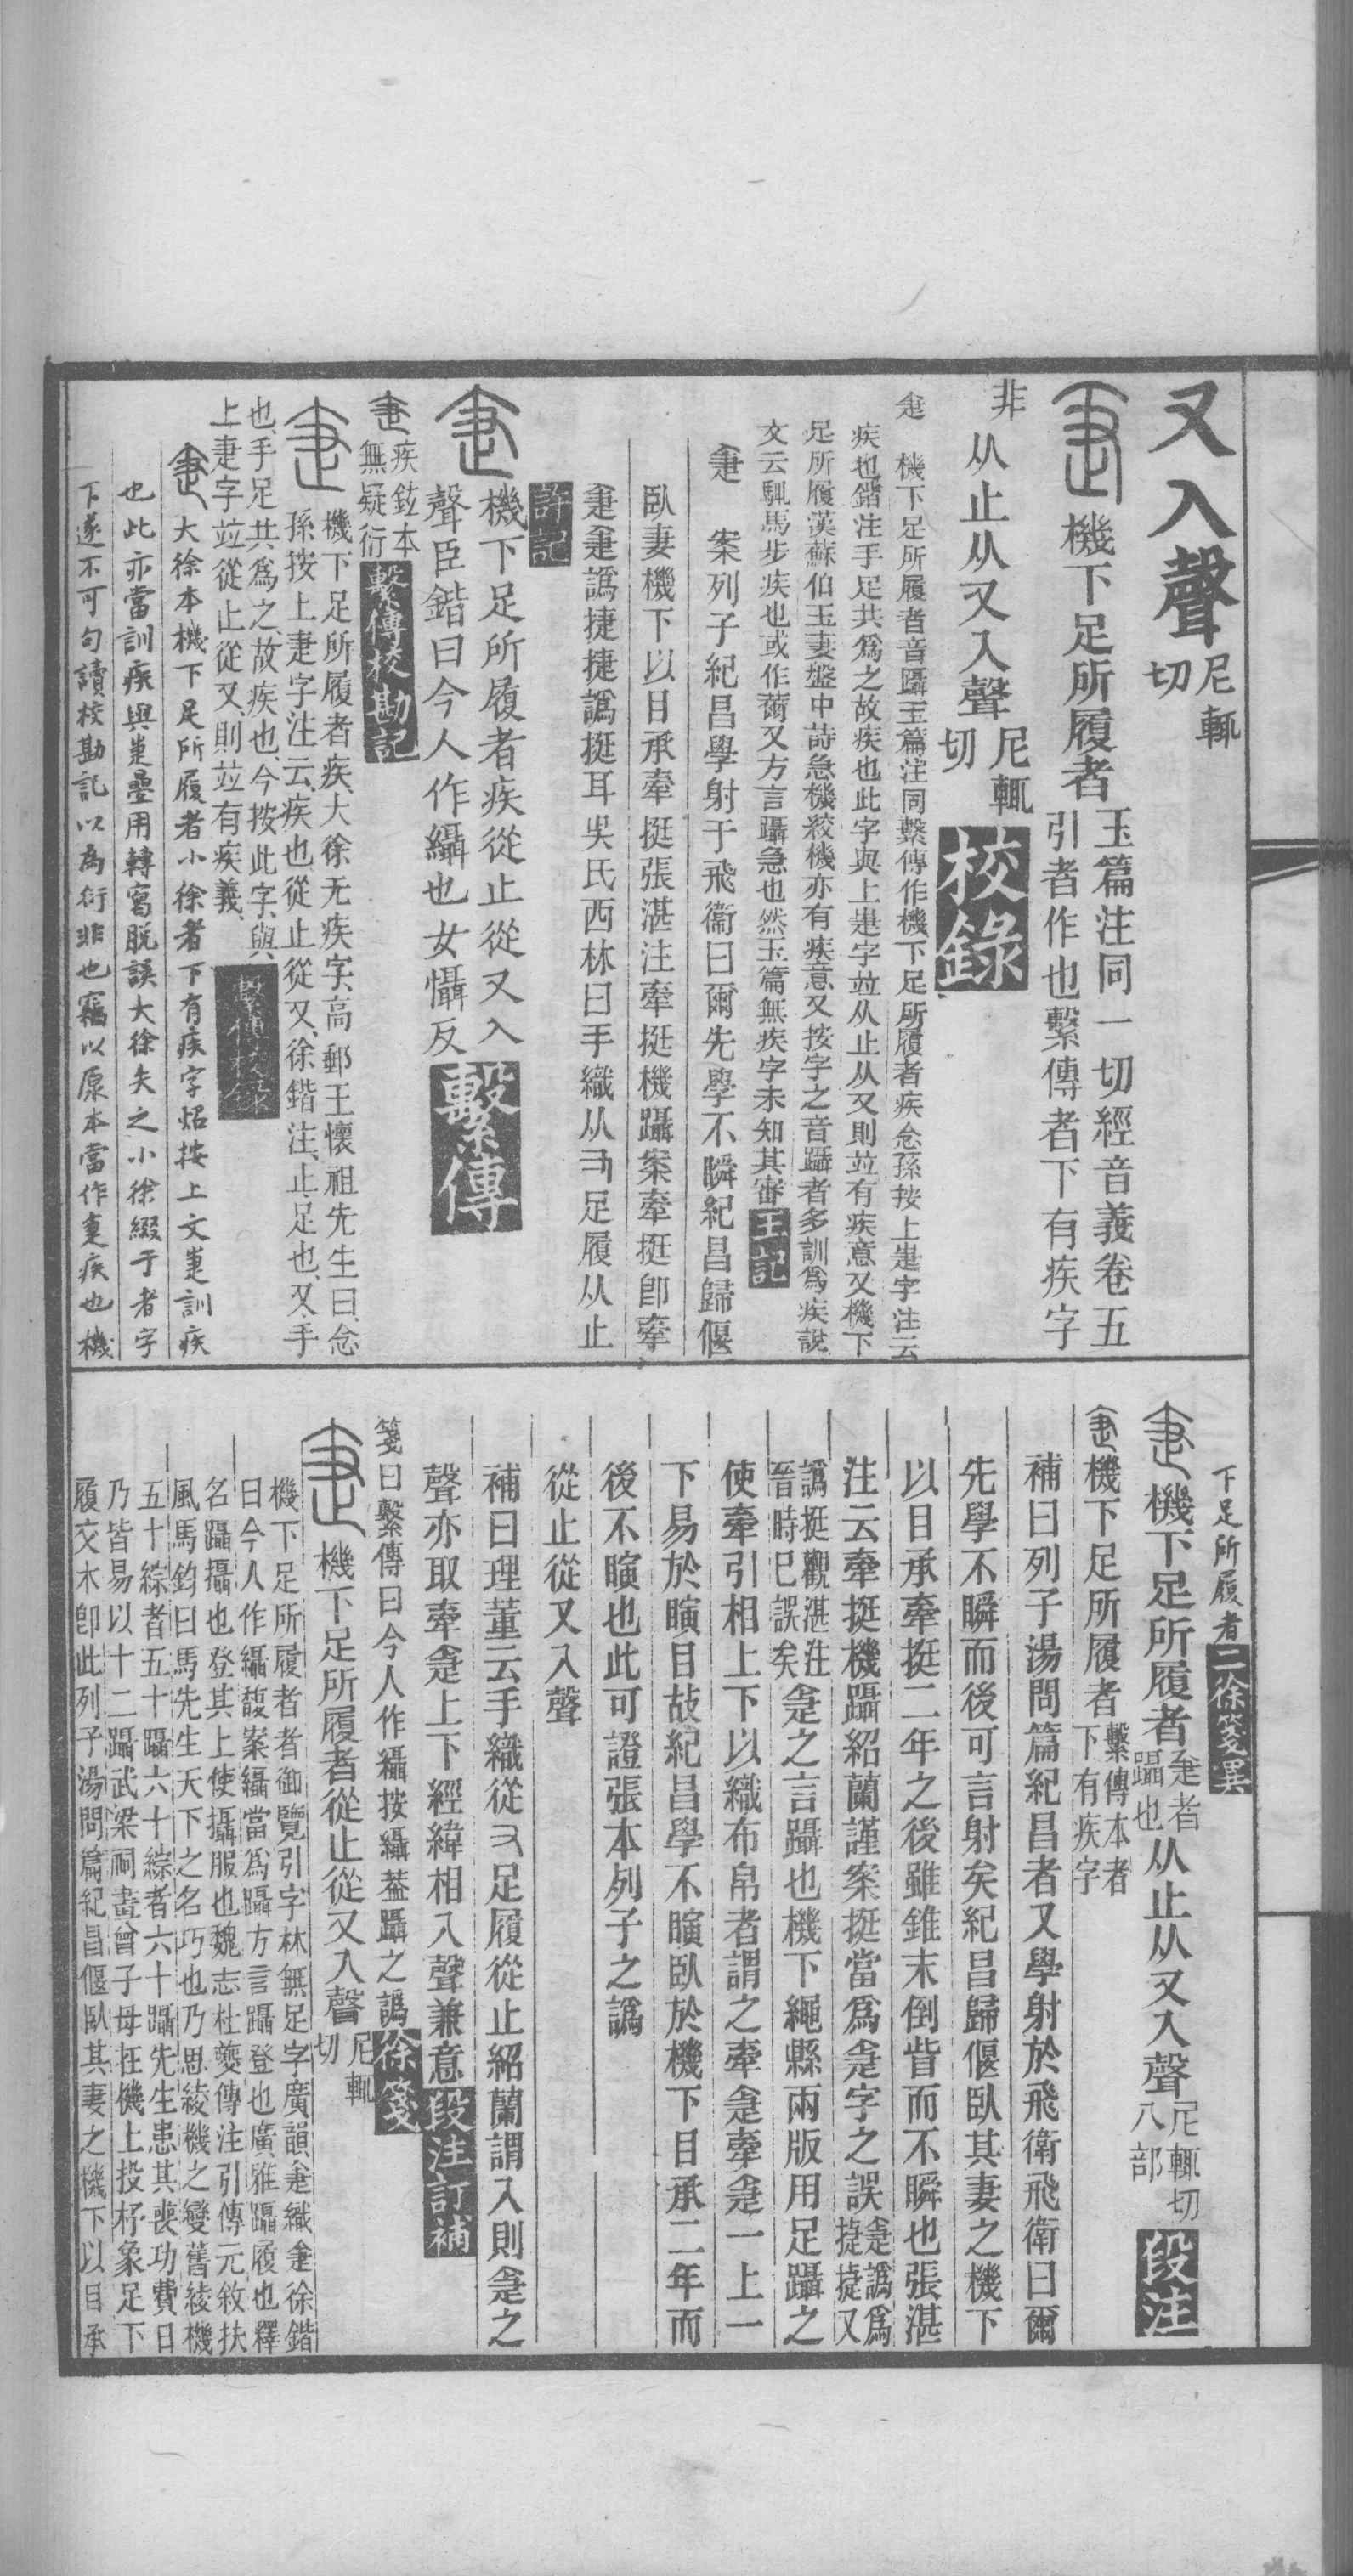 又入聲尼輒切
疌機下足所履者玉篇注同一切經音義卷五
引者作也繫傳者下有疾字
非从止从又入聲尼輒切校錄
疌機下足所履者音躡玉篇注同繫傳作機下足所履者疾念孫按上疌字注云
疾也鍇注手足共爲之故疾也此字與上疌字竝从止从又則竝有疾意又機下
足所履漢蘇伯玉妻盤中詩急機絞機亦有疾意又按字之音躡者多訓爲疾說
文云駬馬步疾也或作薾又方言躡急也然玉篇無疾字未知其審王記
疌案列子紀昌學射于飛衞曰爾先學不瞬紀昌歸偃
臥妻機下以目承牽挺張湛注牽挺機躡案牽挺卽牽
疌疌譌捷捷譌挺耳吳氏西林曰手織从又足履从止
許記
疌機下足所履者疾從止從又入
聲臣鍇曰今人作繦也女懾反繫傳
疌疾鉉本
無疑衍繫傳校勘記
疌機下足所履者疾、大徐无疾字、高郵王懷祖先生曰、念
孫按上疌字注云、疾也、從止從又、徐鍇注、止、足也、又、手
也、手足共爲之、故疾也、今按此字、與
上疌字竝從止從又、則竝有疾義、繫傳校錄
疌大徐本機下足所履者小徐者下有疾字炤按上文疌訓疾
也此亦當訓疾與疌疊用轉寫脱誤大徐失之小徐綴于者字
下遂不可句讀校勘記以為衍非也竊以原本當作疌疾也機
下足所履者二徐箋異
疌機下足所履者疌者躡也从止从又入聲尼輒切八部段注
疌機下足所履者繫傳本者下有疾字
補曰列子湯問篇紀昌者又學射於飛衛飛衛曰爾
先學不瞬而後可言射矣紀昌歸偃臥其妻之機下
以目承牽挺二年之後雖錐末倒眥而不瞬也張湛
注云牽挺機躡紹蘭謹案挺當爲疌字之誤疌譌爲捷捷又
譌挺觀湛注晉時已誤矣疌之言躡也機下繩縣兩版用足躡之
使牽引相上下以織布帛者謂之牽疌牽疌一上一
下易於瞚目故紀昌學不瞚臥於機下目承二年而
後不瞚也此可證張本列子之譌
從止從又入聲
補曰理董云手織從又足履從止紹蘭謂入則疌之
聲亦取牽疌上下經緯相入聲兼意段注訂補
箋曰繫傳曰今人作繦按繦葢躡之譌徐箋
疌機下足所履者從止從又入聲尼輒切
機下足所履者者御覽引字林無足字廣韻疌織疌徐鍇
曰今人作繦馥案繦當爲躡方言躡登也廣雅躡履也釋
名躡攝也登其上使攝服也魏志杜夔傳注引傅元敘扶
風馬鈞曰馬先生天下之名巧也乃思綾機之變舊綾機
五十綜者五十躡六十綜者六十躡先生患其喪功費日
乃皆易以十二躡武梁祠畫曾子母在機上投杼象足下
履交木卽此列子湯問篇紀昌偃臥其妻之機下以目承